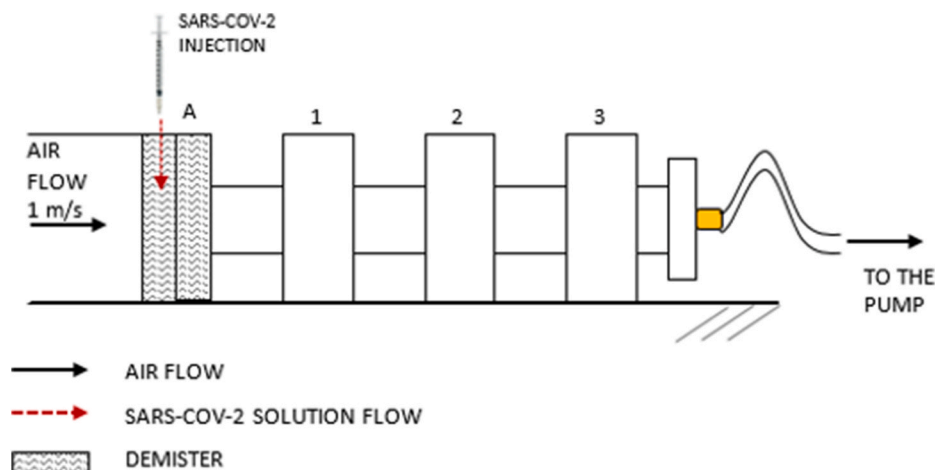 SARS-COV-2
INJECTION
A
1
2
3
AIR
FLOW
1 m/s
TO THE
PUMP
AIR FLOW
SARS-COV-2 SOLUTION FLOW
DEMISTER